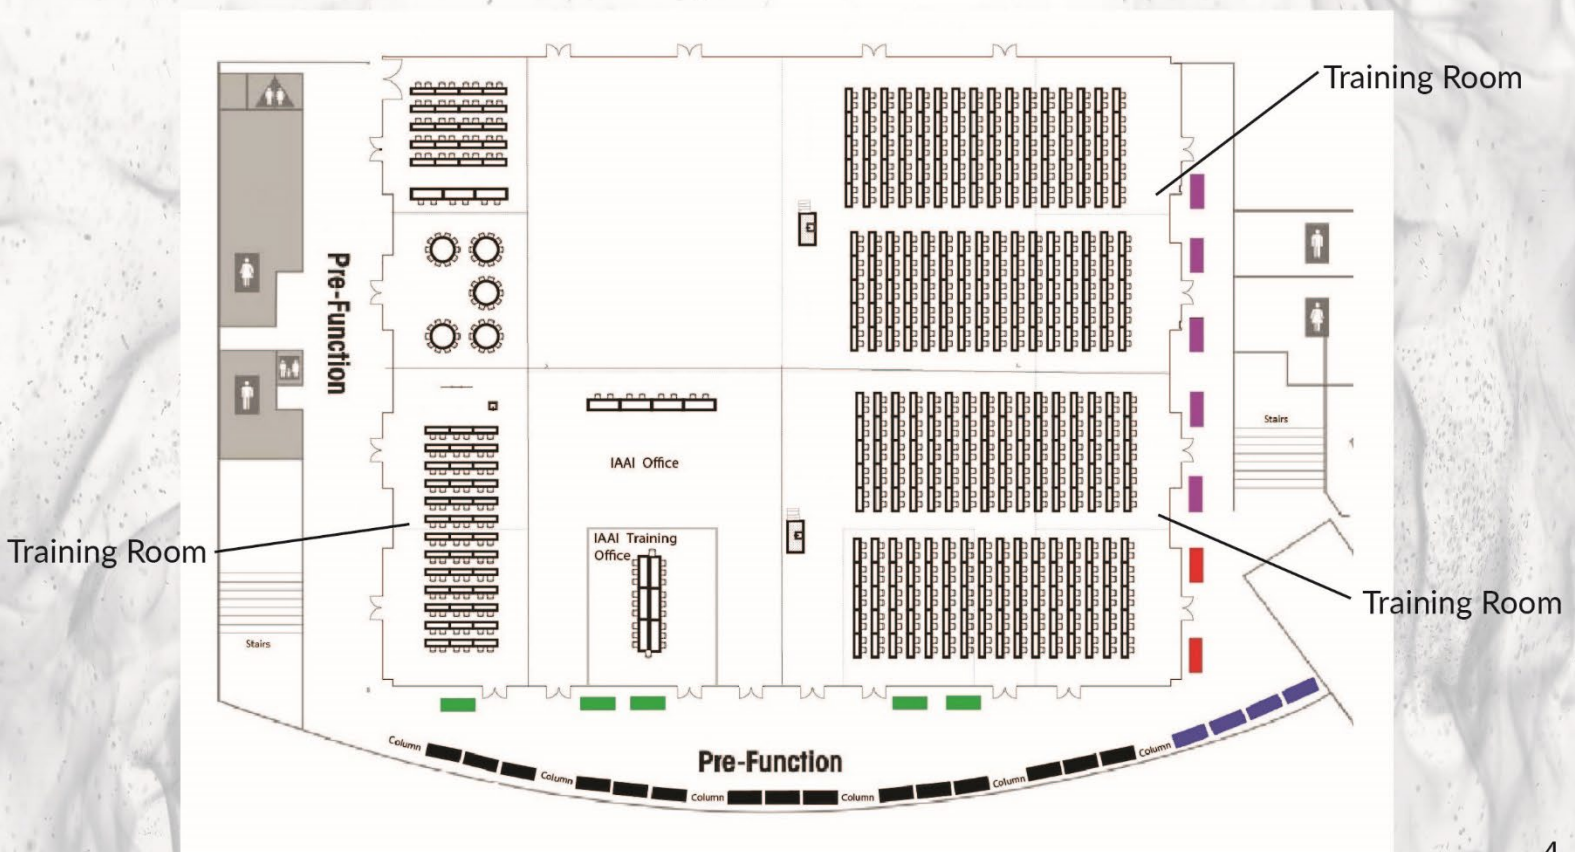 Training Room
Pre-Function
Stairs
IAAI Office
IAAI Training
Office
Training Room
Training Room
Stairs
Column
Pre-Function
Column
Column
Column
Column
Column
4